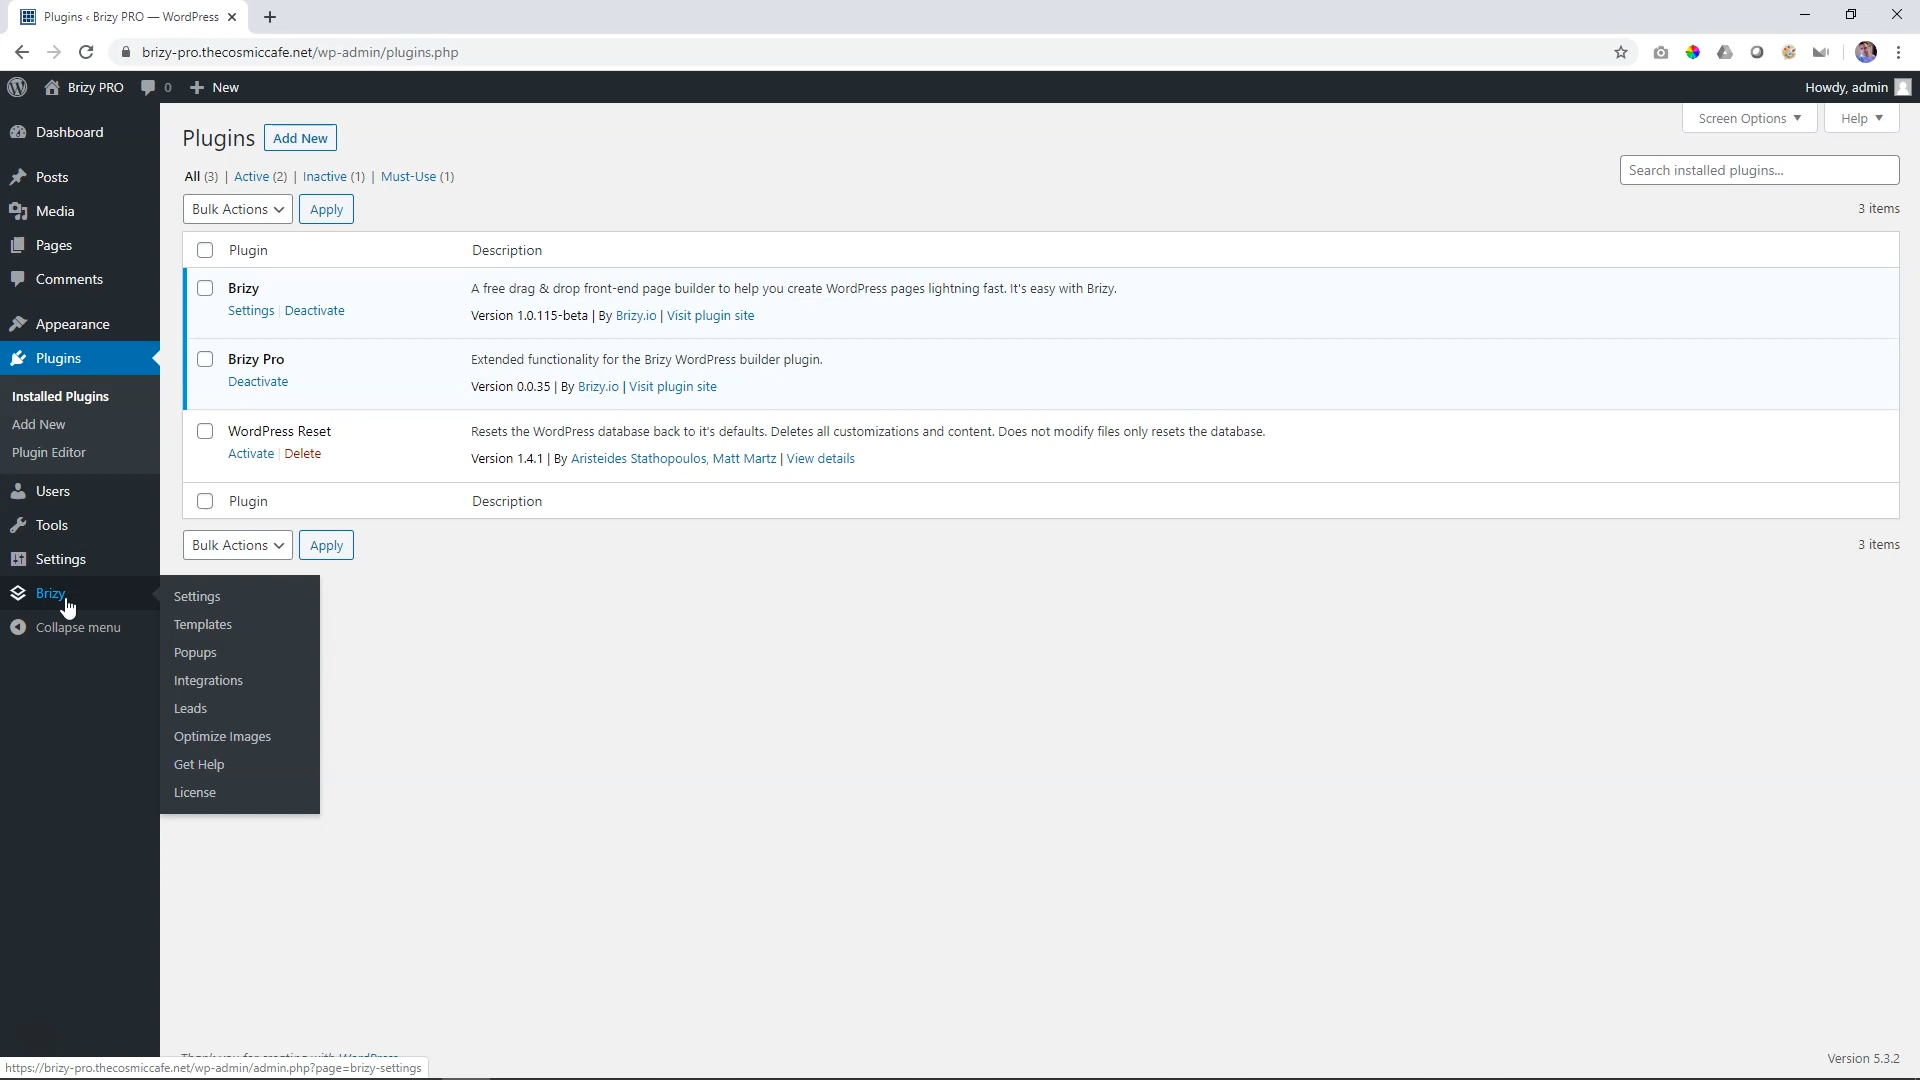 Plugins ‹ Brizy PRO — WordPress
brizy-pro.thecosmiccafe.net/wp-admin/plugins.php
Brizy PRO 0 New Howdy, admin
Screen Options Help
Dashboard
Posts
Media
Pages
Comments
Appearance
Plugins
Installed Plugins
Add New
Plugin Editor
Users
Tools
Settings
Brizy
Collapse menu
Settings
Templates
Popups
Integrations
Leads
Optimize Images
Get Help
License
Plugins Add New
All (3) | Active (2) | Inactive (1) | Must-Use (1)
Search installed plugins...
Bulk Actions Apply 3 items
Plugin Description
Brizy A free drag & drop front-end page builder to help you create WordPress pages lightning fast. It's easy with Brizy.
Settings | Deactivate Version 1.0.115-beta | By Brizy.io | Visit plugin site
Brizy Pro Extended functionality for the Brizy WordPress builder plugin.
Deactivate Version 0.0.35 | By Brizy.io | Visit plugin site
WordPress Reset Resets the WordPress database back to it's defaults. Deletes all customizations and content. Does not modify files only resets the database.
Activate | Delete Version 1.4.1 | By Aristeides Stathopoulos, Matt Martz | View details
Plugin Description
Bulk Actions Apply 3 items
Thank you for creating with WordPress
Version 5.3.2
https://brizy-pro.thecosmiccafe.net/wp-admin/admin.php?page=brizy-settings